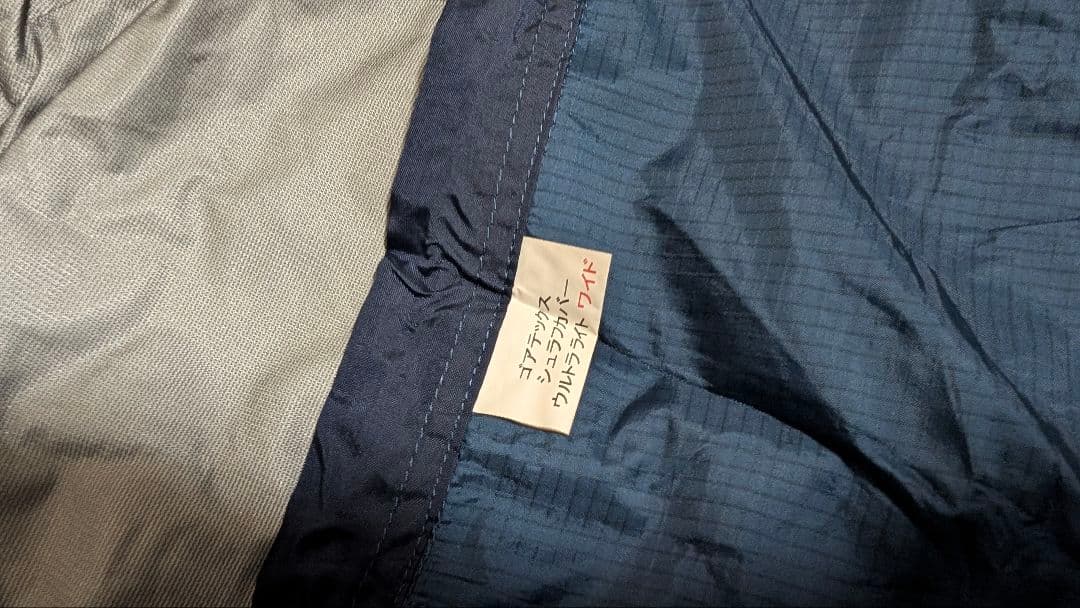 ゴアテックス
シュラフカバー
ウルトラライト ワイド